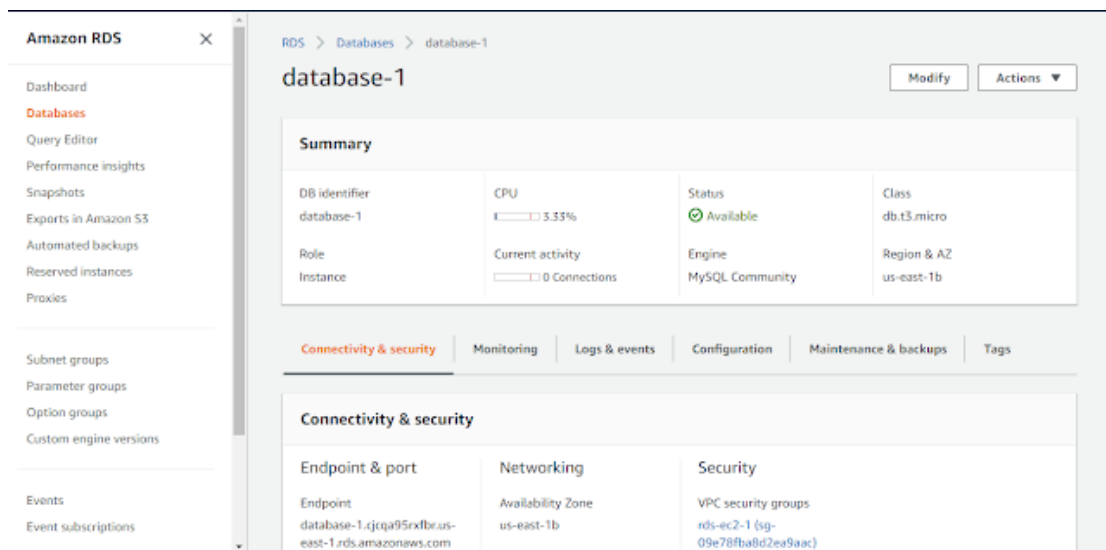 Amazon RDS
Dashboard
Databases
Query Editor
Performance insights
Snapshots
Exports in Amazon S3
Automated backups
Reserved instances
Proxies
Subnet groups
Parameter groups
Option groups
Custom engine versions
Events
Event subscriptions
RDS > Databases > database-1
database-1
Modify
Actions
Summary
DB identifier
database-1
CPU
3.33%
Status
Available
Class
db.t3.micro
Role
Instance
Current activity
0 Connections
Engine
MySQL Community
Region & AZ
us-east-1b
Connectivity & security
Monitoring
Logs & events
Configuration
Maintenance & backups
Tags
Connectivity & security
Endpoint & port
Endpoint
database-1.cjcqa95rxfbr.us-
east-1.rds.amazonaws.com
Networking
Availability Zone
us-east-1b
Security
VPC security groups
rds-ec2-1 (sg-
09e78fba8d2ea9aac)